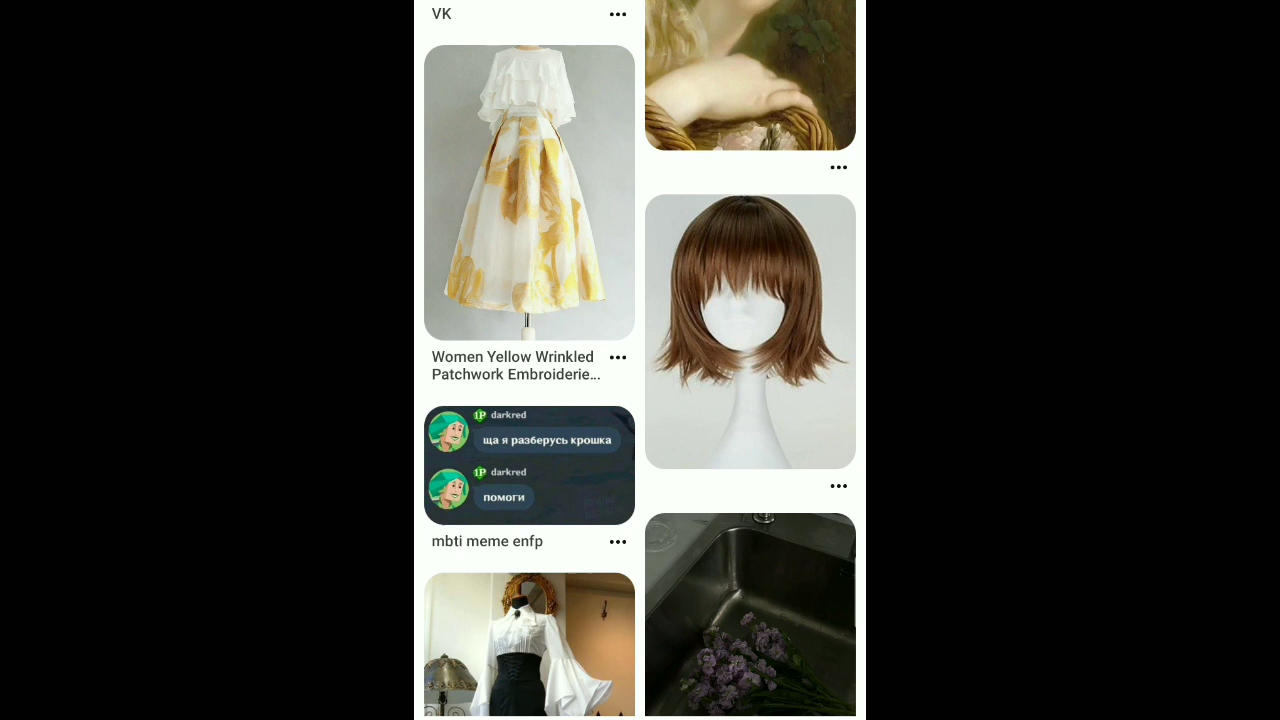 VK
Women Yellow Wrinkled
Patchwork Embroiderie...
1P darkred
ща я разберусь крошка
1P darkred
помоги
mbti meme enfp